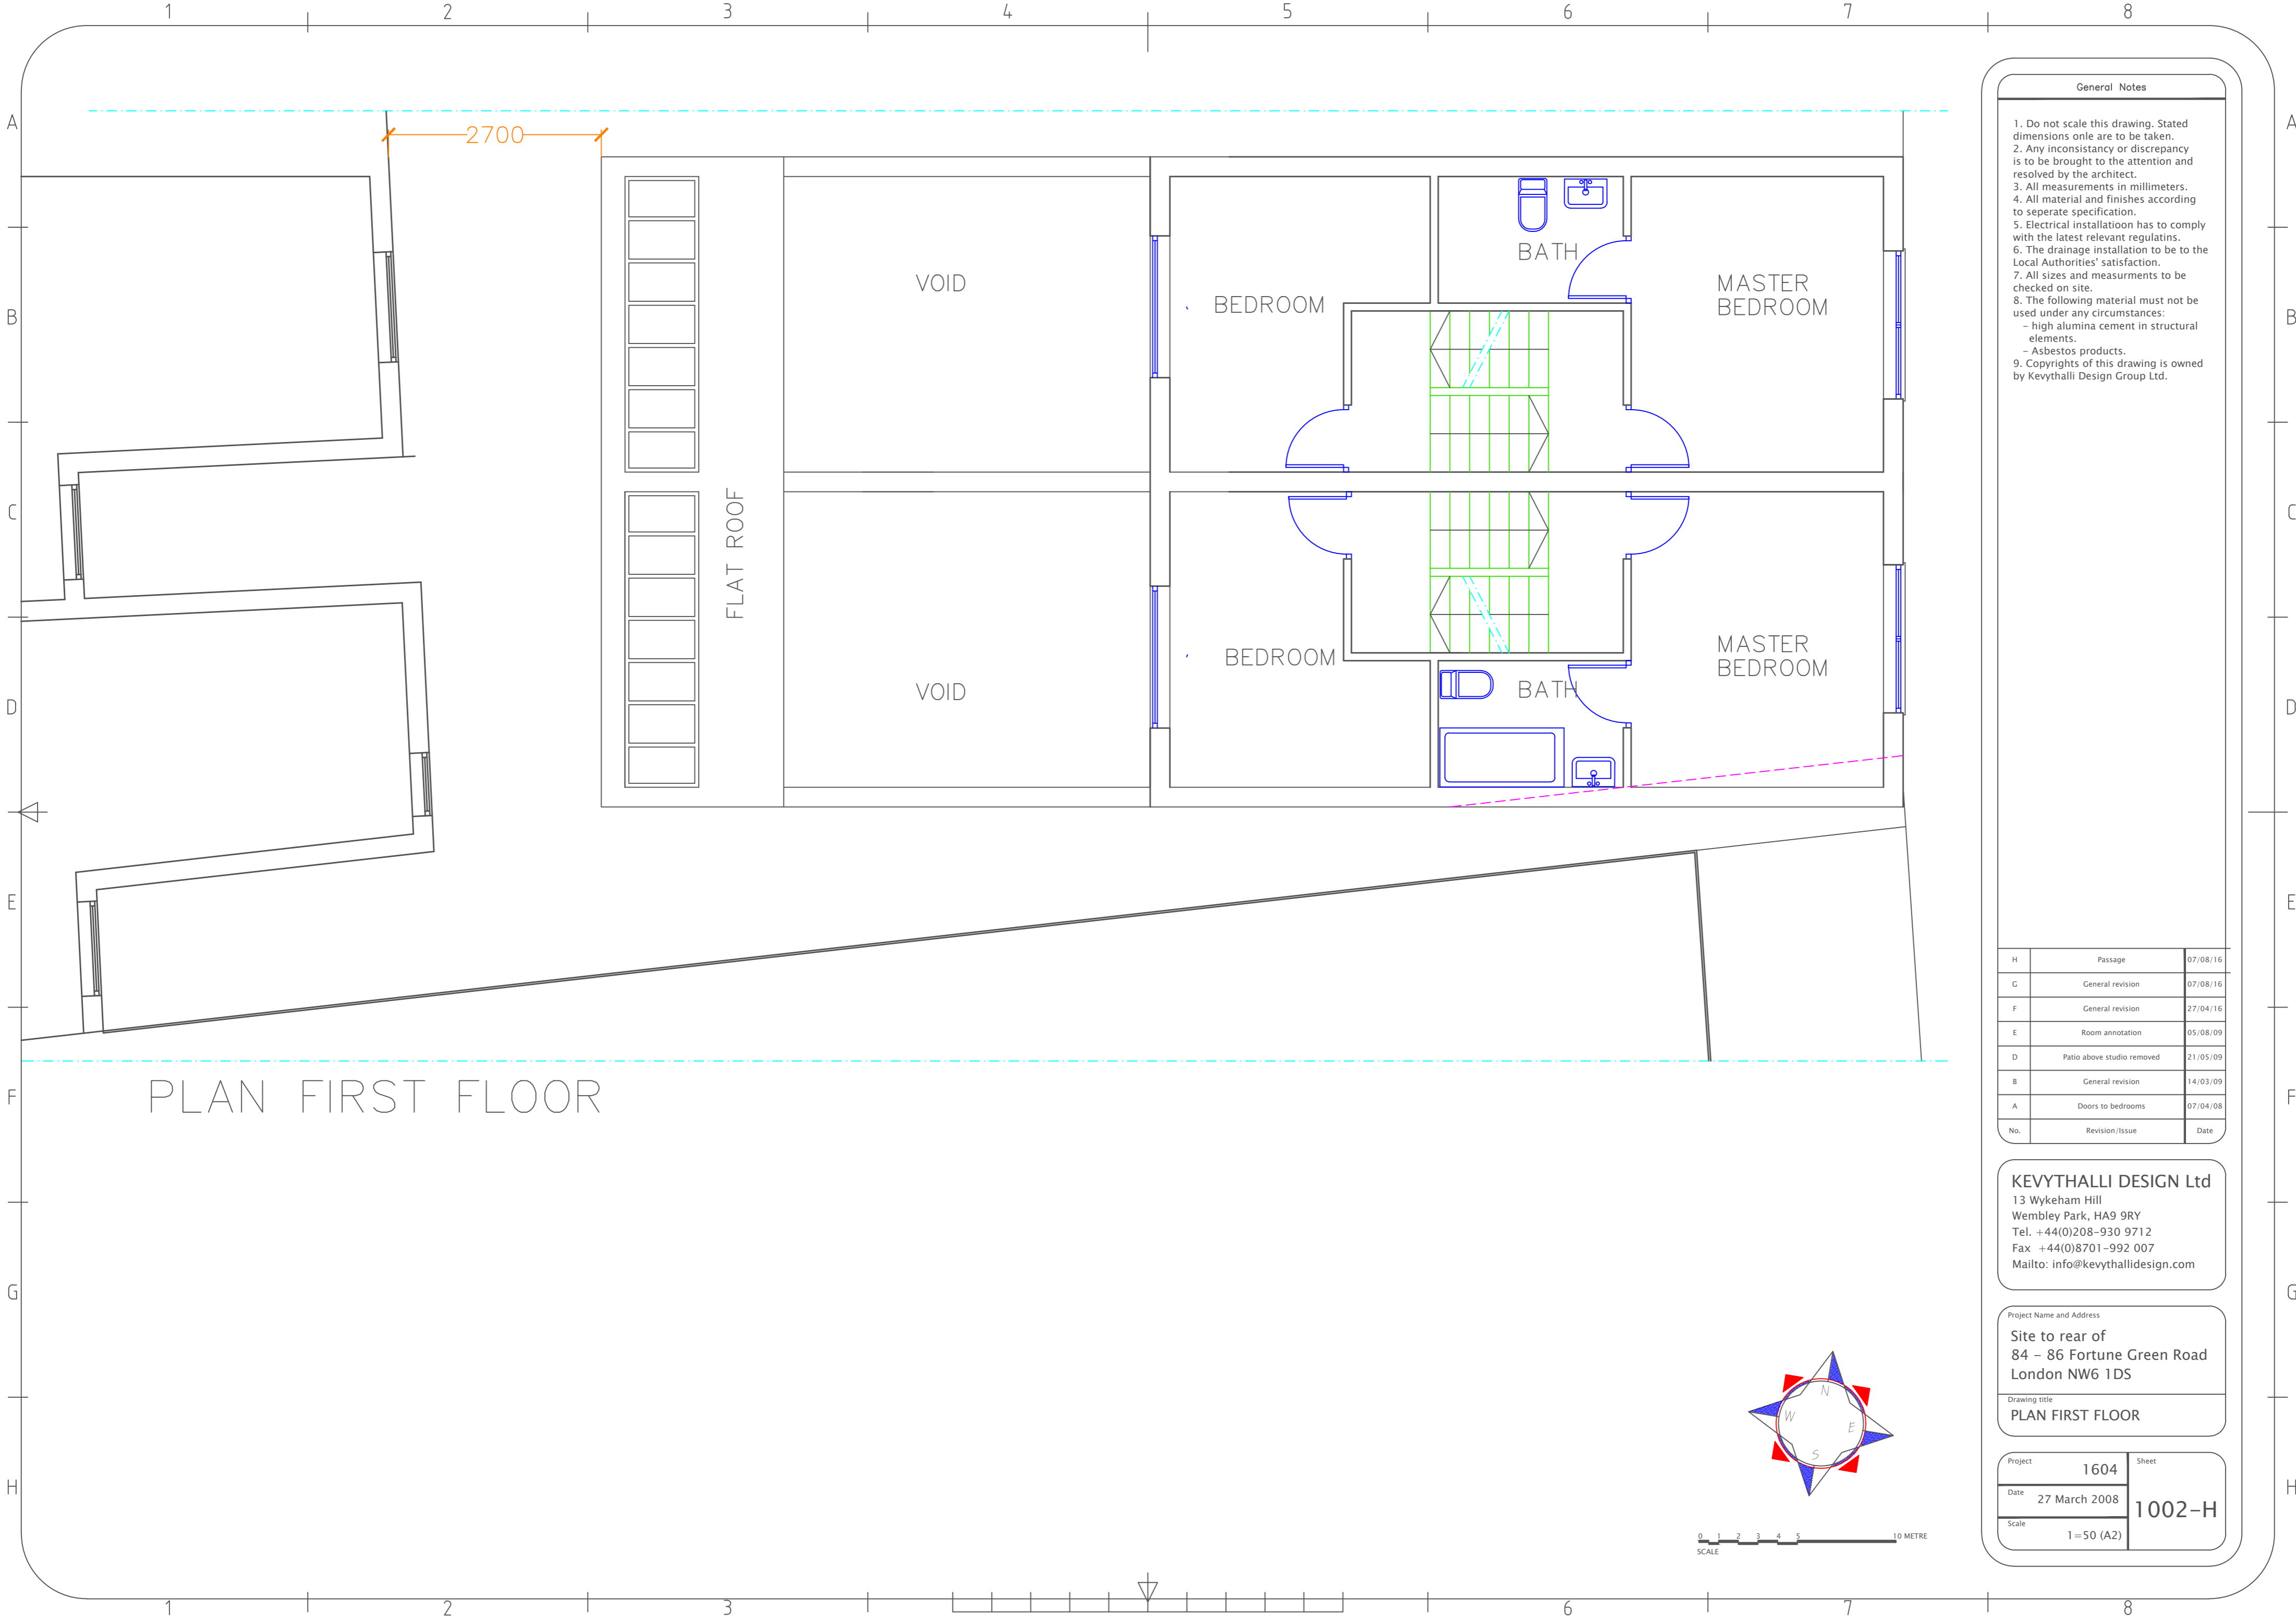 1 2 3 4 5 6 7 8
A A
B B
C C
D D
E E
F F
G G
H H
1 2 3 6 7 8
2700
VOID
BEDROOM
BATH
MASTER
BEDROOM
FLAT ROOF
VOID
BEDROOM
BATH
MASTER
BEDROOM
PLAN FIRST FLOOR
N
W
E
S
0 1 2 3 4 5 10 METRE
SCALE
General Notes
1. Do not scale this drawing. Stated
dimensions onle are to be taken.
2. Any inconsistancy or discrepancy
is to be brought to the attention and
resolved by the architect.
3. All measurements in millimeters.
4. All material and finishes according
to seperate specification.
5. Electrical installatioon has to comply
with the latest relevant regulatins.
6. The drainage installation to be to the
Local Authorities' satisfaction.
7. All sizes and measurments to be
checked on site.
8. The following material must not be
used under any circumstances:
- high alumina cement in structural
elements.
- Asbestos products.
9. Copyrights of this drawing is owned
by Kevythalli Design Group Ltd.
H Passage 07/08/16
G General revision 07/08/16
F General revision 27/04/16
E Room annotation 05/08/09
D Patio above studio removed 21/05/09
B General revision 14/03/09
A Doors to bedrooms 07/04/08
No. Revision/Issue Date
KEVYTHALLI DESIGN Ltd
13 Wykeham Hill
Wembley Park, HA9 9RY
Tel. +44(0)208-930 9712
Fax +44(0)8701-992 007
Mailto: info@kevythallidesign.com
Project Name and Address
Site to rear of
84 - 86 Fortune Green Road
London NW6 1DS
Drawing title
PLAN FIRST FLOOR
Project 1604
Sheet
1002-H
Date 27 March 2008
Scale 1=50 (A2)